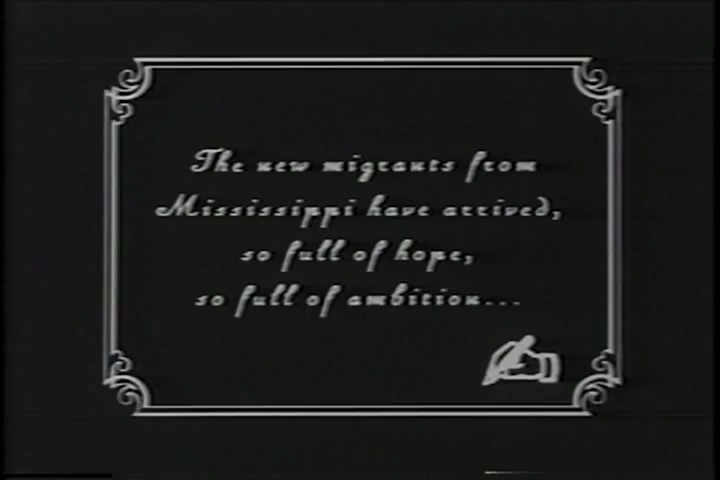 The new migrants from
Mississippi have arrived,
so full of hope,
so full of ambition...